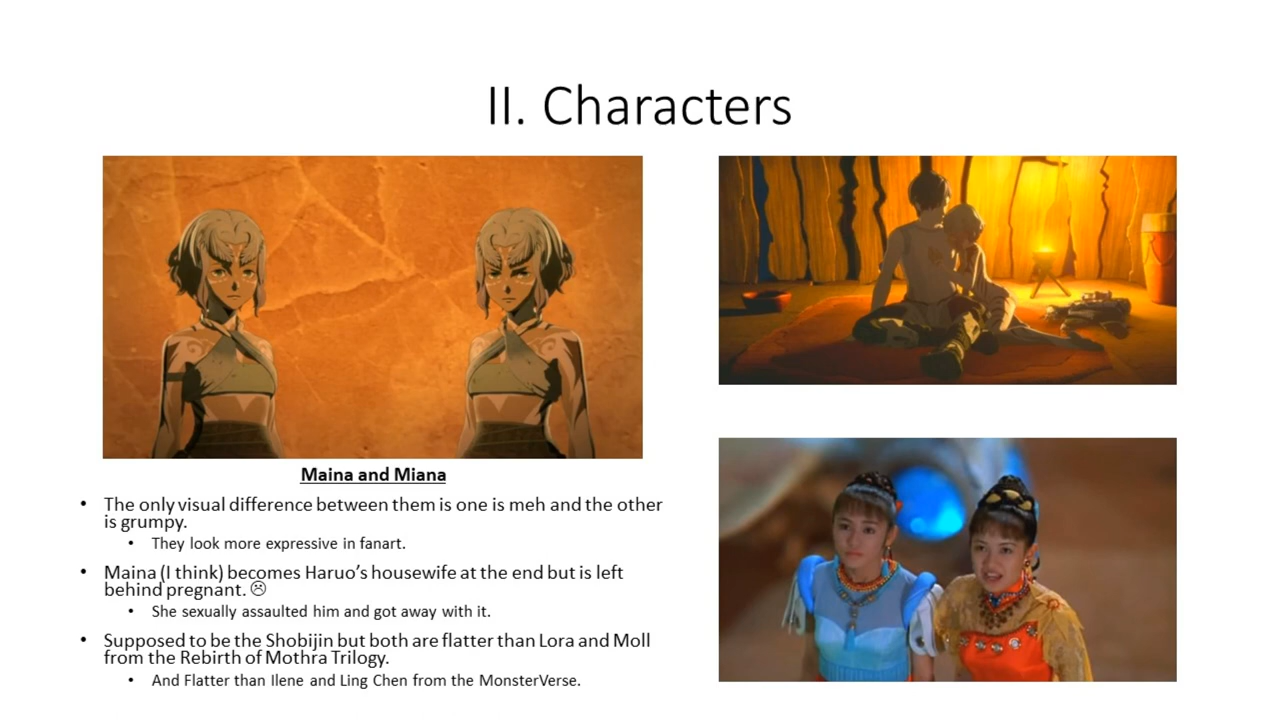 II. Characters
Maina and Miana
• The only visual difference between them is one is meh and the other
is grumpy.
• They look more expressive in fanart.
• Maina (I think) becomes Haruo’s housewife at the end but is left
behind pregnant. ☹
• She sexually assaulted him and got away with it.
• Supposed to be the Shobijin but both are flatter than Lora and Moll
from the Rebirth of Mothra Trilogy.
• And Flatter than Ilene and Ling Chen from the MonsterVerse.